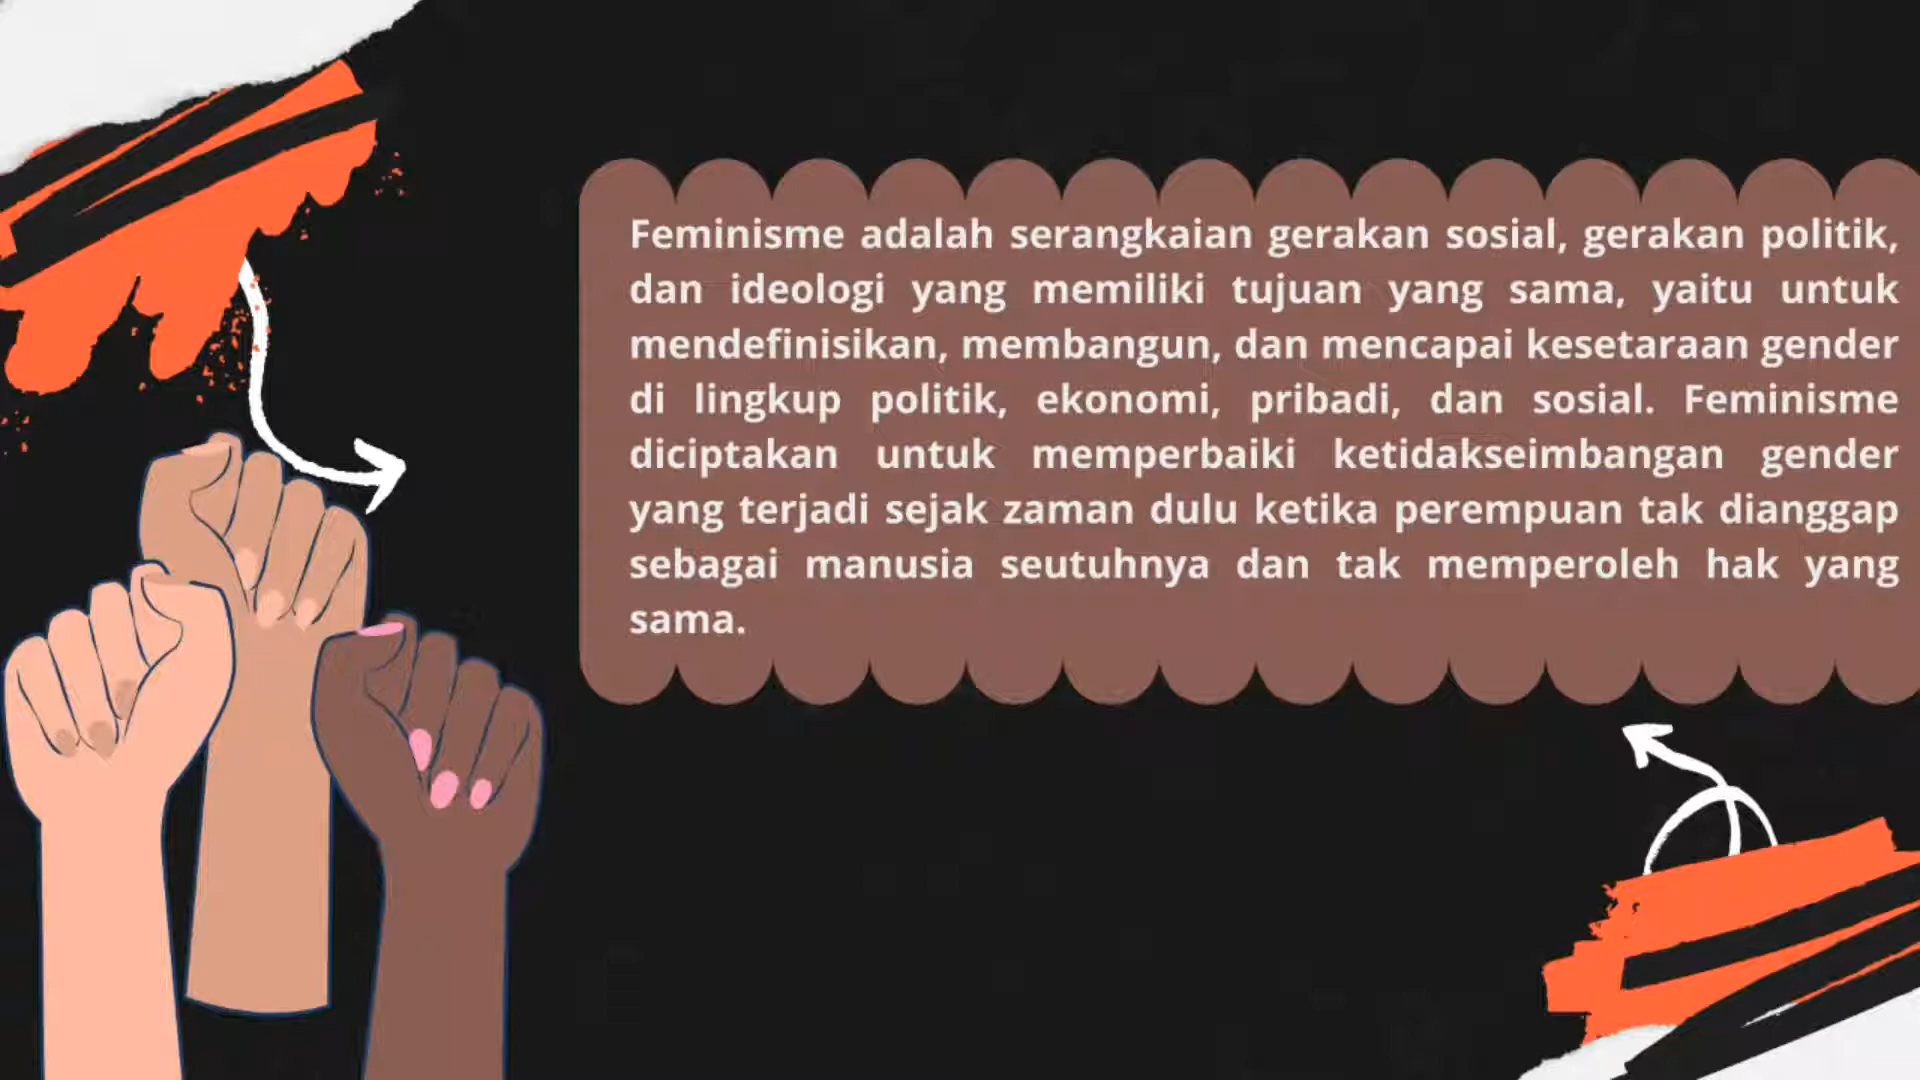 Feminisme adalah serangkaian gerakan sosial, gerakan politik,
dan ideologi yang memiliki tujuan yang sama, yaitu untuk
mendefinisikan, membangun, dan mencapai kesetaraan gender
di lingkup politik, ekonomi, pribadi, dan sosial. Feminisme
diciptakan untuk memperbaiki ketidakseimbangan gender
yang terjadi sejak zaman dulu ketika perempuan tak dianggap
sebagai manusia seutuhnya dan tak memperoleh hak yang
sama.